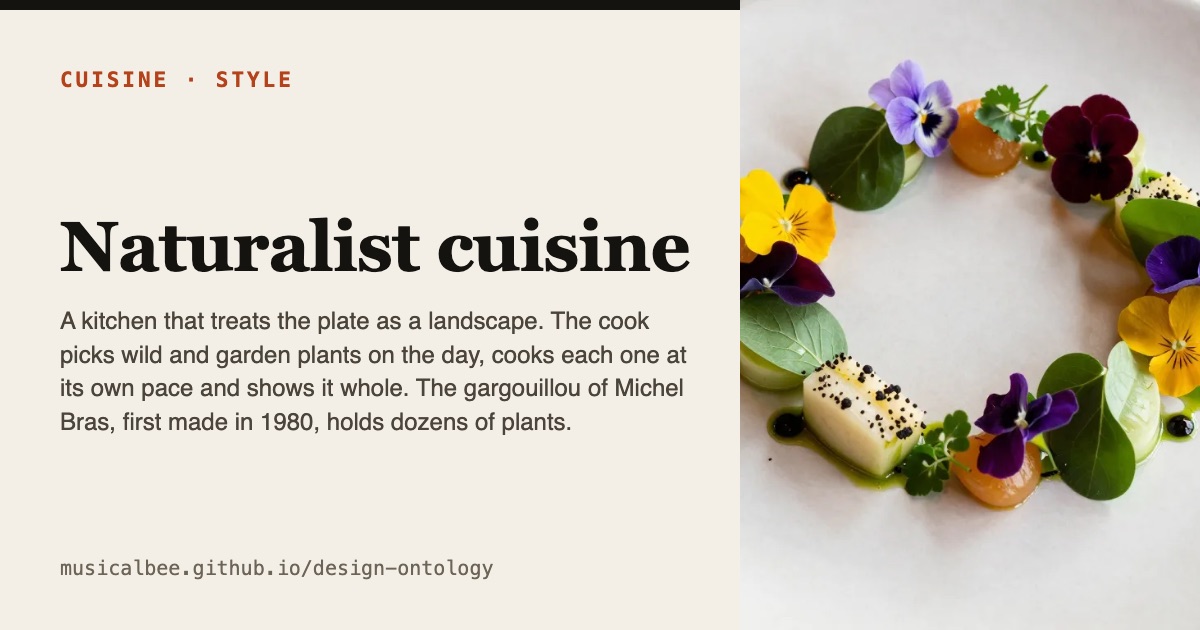 CUISINE · STYLE
Naturalist cuisine
A kitchen that treats the plate as a landscape. The cook
picks wild and garden plants on the day, cooks each one at
its own pace and shows it whole. The gargouillou of Michel
Bras, first made in 1980, holds dozens of plants.
musicalbee.github.io/design-ontology